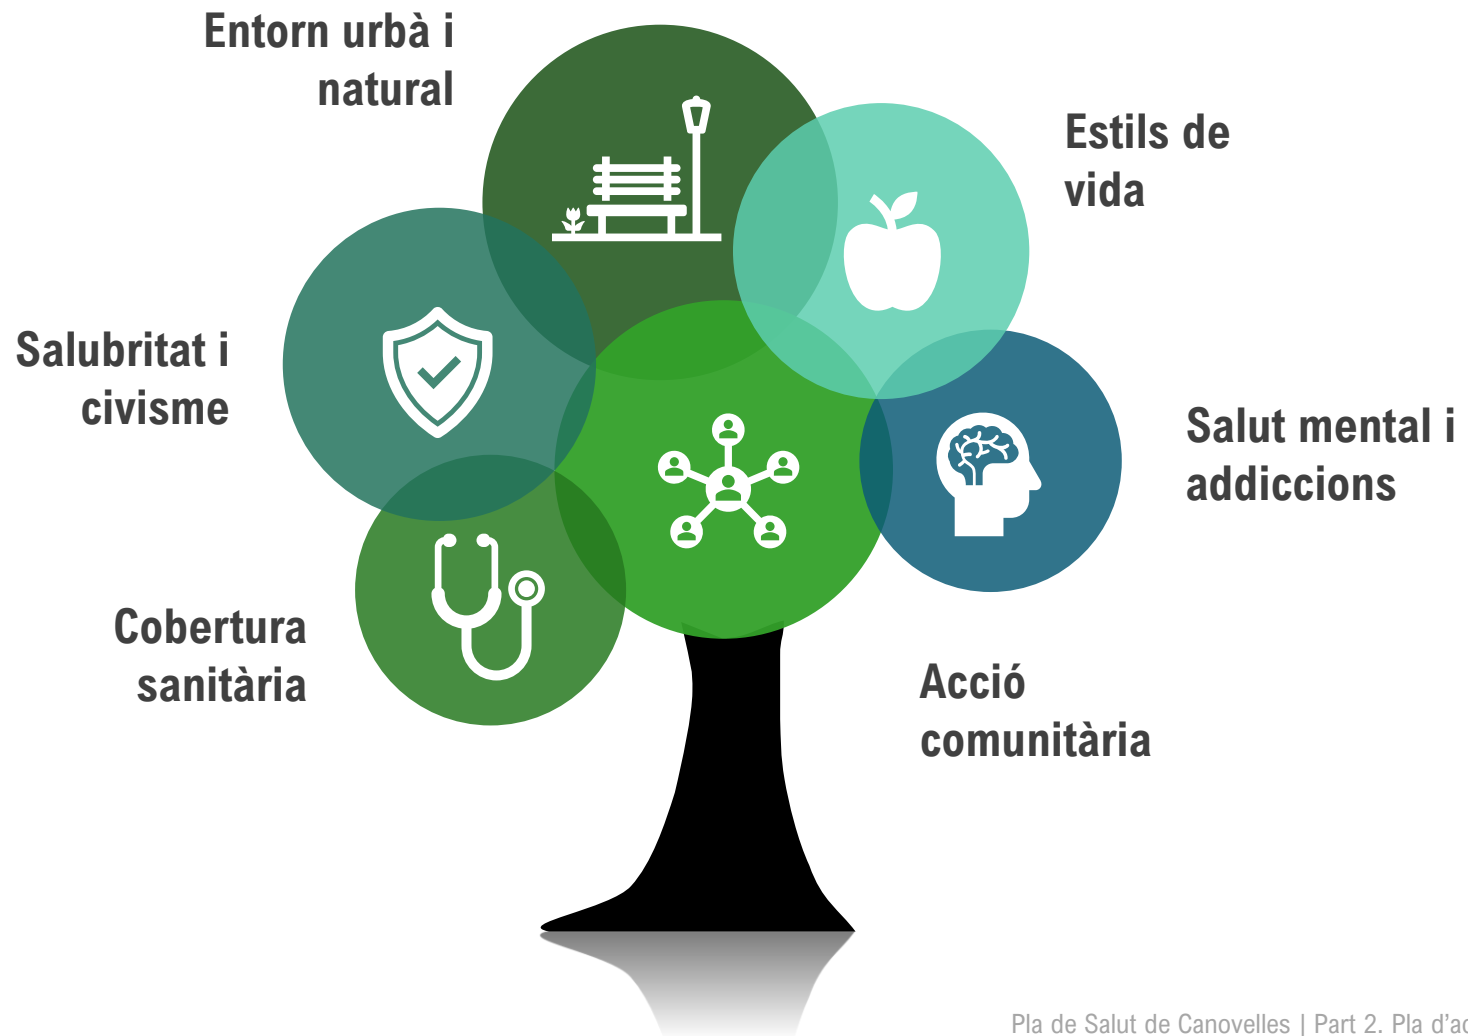 Entorn urbà i
natural
Estils de
vida
Salubritat i
civisme
Salut mental i
addiccions
Cobertura
sanitària
Acció
comunitària
Pla de Salut de Canovelles | Part 2. Pla d'ac